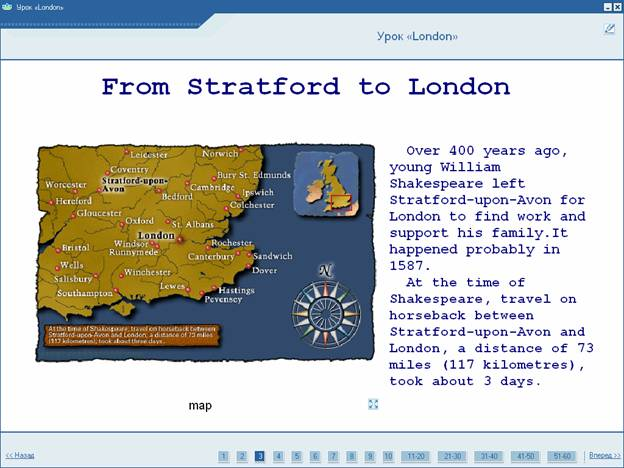 Урок «London»
Урок «London»
From Stratford to London
Leicester
Norwich
Coventry
Stratford-upon-
Avon
Bury St. Edmunds
Worcester
Cambridge
Ipswich
Bedford
Hereford
Colchester
Gloucester
Oxford
St. Albans
London
Bristol
Windsor
Runnymede
Rochester
Canterbury
Sandwich
Wells
Dover
Salisbury
Winchester
Southampton
Lewes
Hastings
Pevensey
N
At the time of Shakespeare, travel on horseback between
Stratford-upon-Avon and London, a distance of 73 miles
(117 kilometres), took about three days.
map
Over 400 years ago,
young William
Shakespeare left
Stratford-upon-Avon for
London to find work and
support his family.It
happened probably in
1587.
At the time of
Shakespeare, travel on
horseback between
Stratford-upon-Avon and
London, a distance of 73
miles (117 kilometres),
took about 3 days.
<< Назад
1 2 3 4 5 6 7 8 9 10 11-20 21-30 31-40 41-50 51-60
Вперед >>